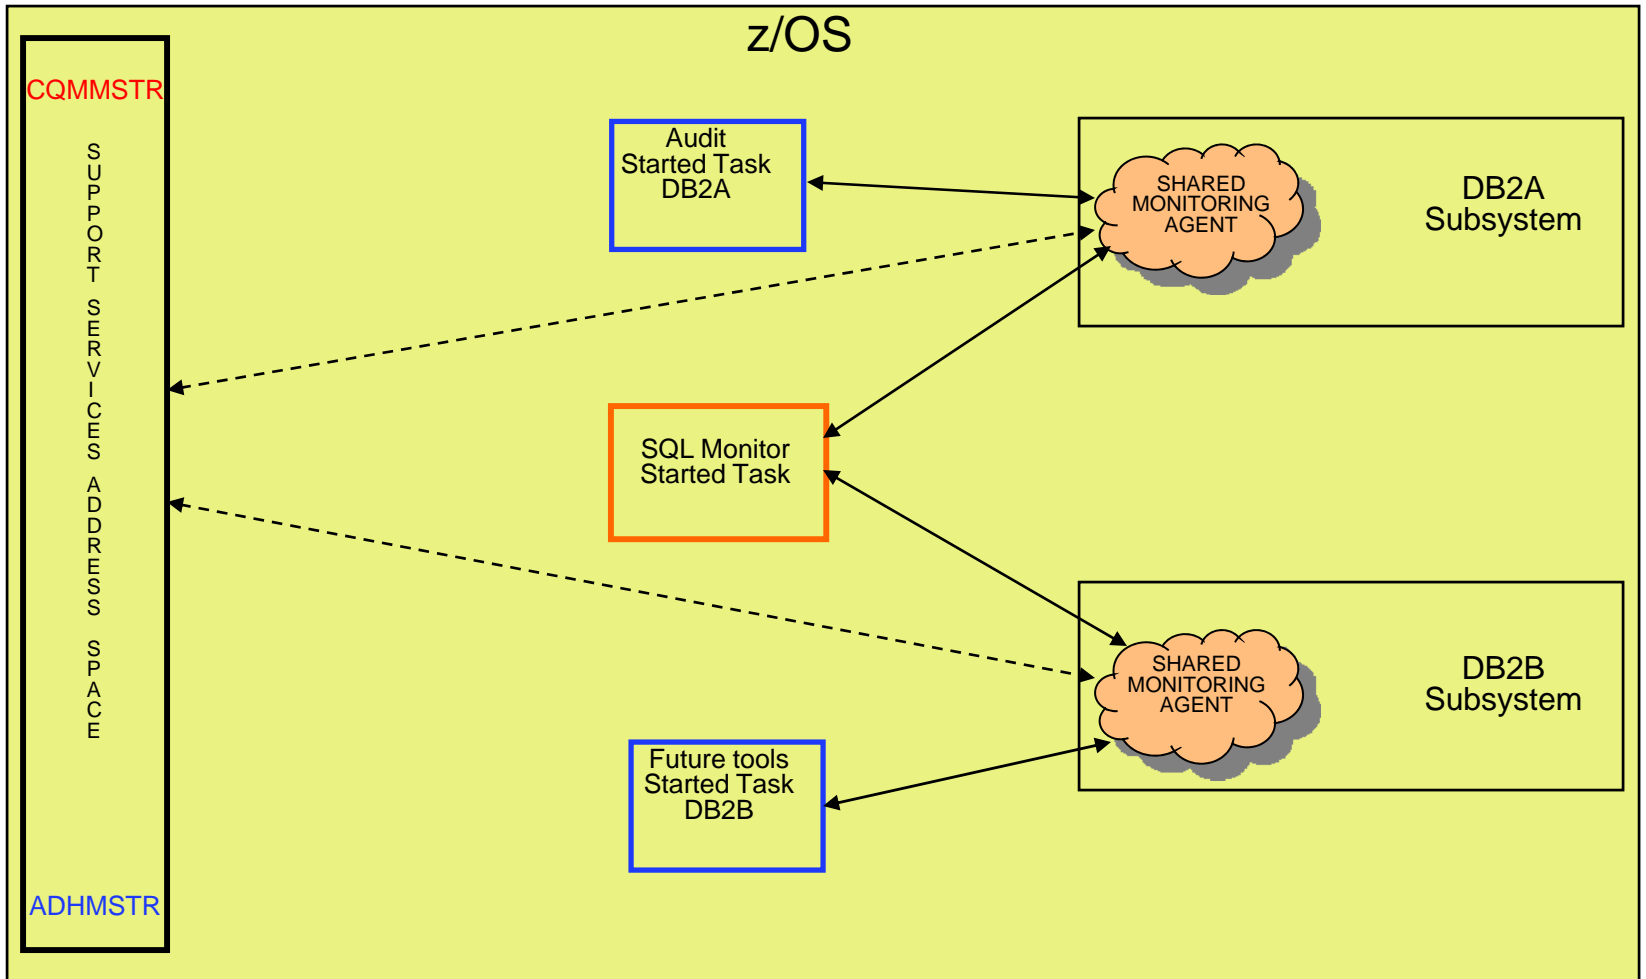 z/OS
CQMMSTR
SUPPORT SERVICES ADDRESS SPACE
ADHMSTR
Audit
Started Task
DB2A
SHARED
MONITORING
AGENT
DB2A
Subsystem
SQL Monitor
Started Task
SHARED
MONITORING
AGENT
DB2B
Subsystem
Future tools
Started Task
DB2B